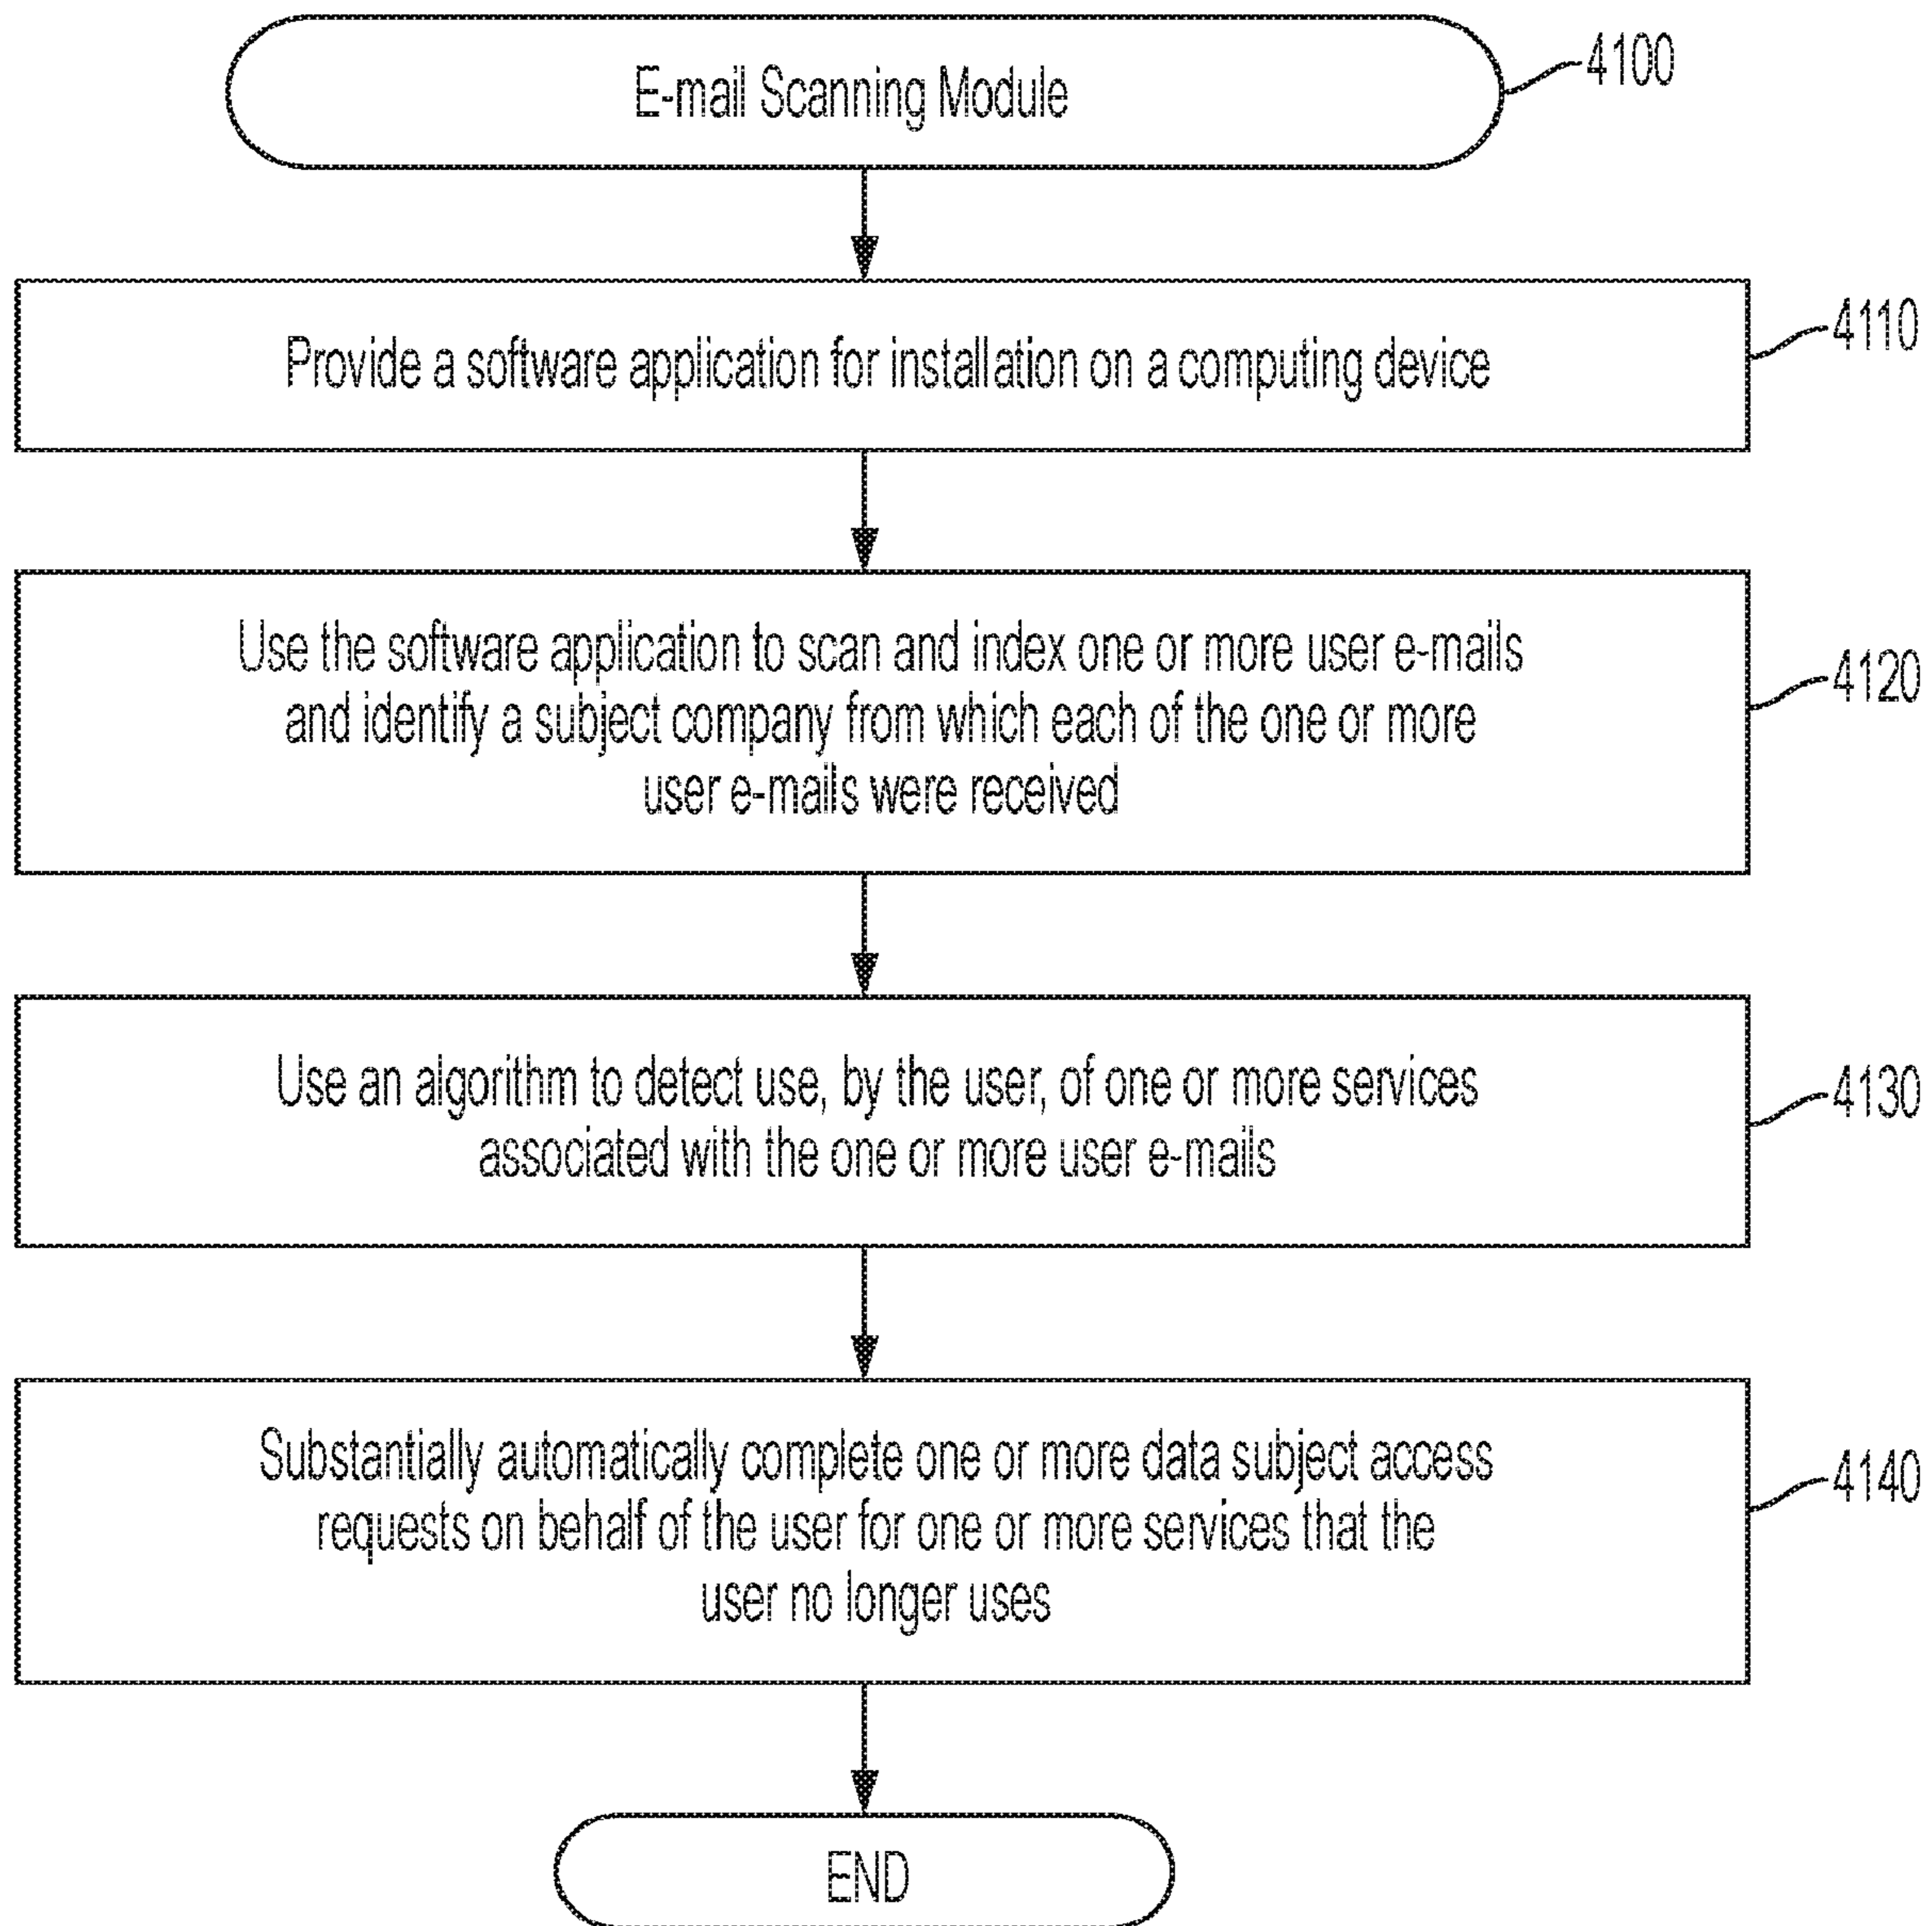 E-mail Scanning Module
4100
Provide a software application for installation on a computing device
4110
Use the software application to scan and index one or more user e-mails
and identify a subject company from which each of the one or more
user e-mails were received
4120
Use an algorithm to detect use, by the user, of one or more services
associated with the one or more user e-mails
4130
Substantially automatically complete one or more data subject access
requests on behalf of the user for one or more services that the
user no longer uses
4140
END